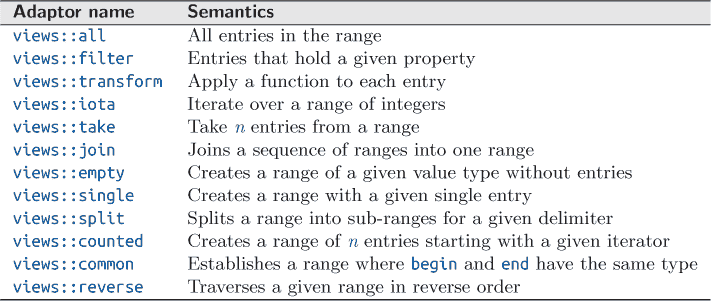 Adaptor name Semantics
views::all All entries in the range
views::filter Entries that hold a given property
views::transform Apply a function to each entry
views::iota Iterate over a range of integers
views::take Take n entries from a range
views::join Joins a sequence of ranges into one range
views::empty Creates a range of a given value type without entries
views::single Creates a range with a given single entry
views::split Splits a range into sub-ranges for a given delimiter
views::counted Creates a range of n entries starting with a given iterator
views::common Establishes a range where begin and end have the same type
views::reverse Traverses a given range in reverse order